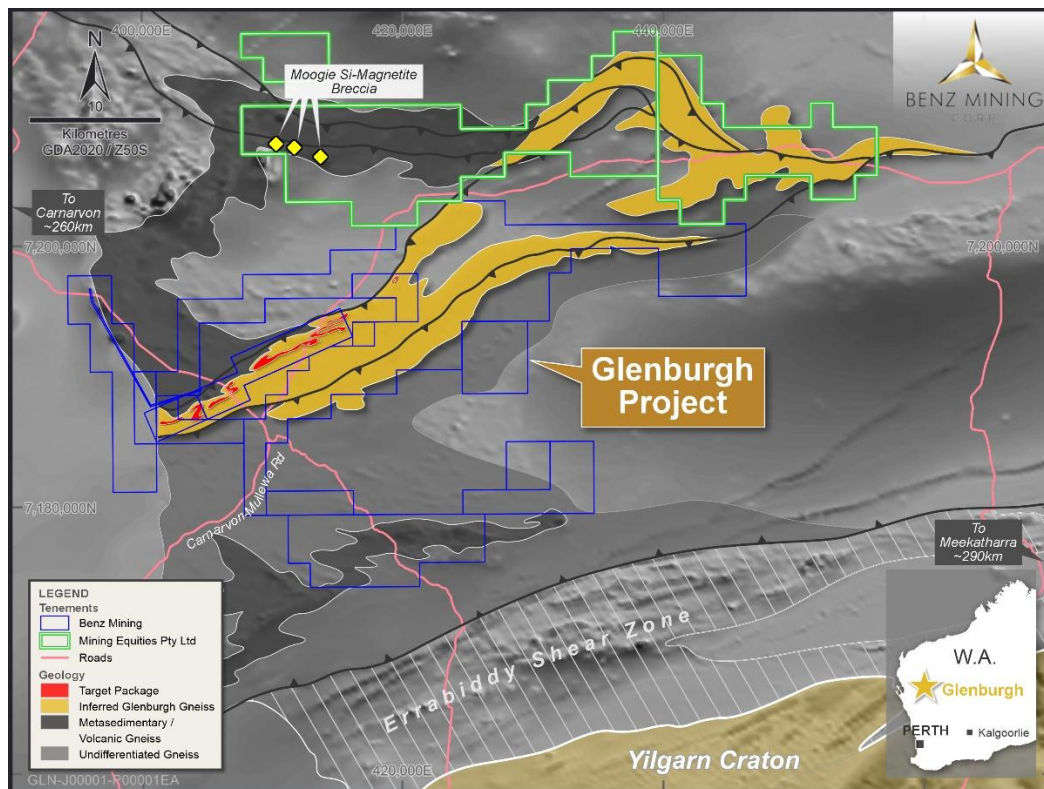 400,000E
420,000E
440,000E
N
10
Kilometres
GDA2020 / Z50S
Moogie Si-Magnetite
Breccia
BENZ MINING
CORP
To
Carnarvon
~260km
7,200,000N
7,200,000N
Glenburgh
Project
7,180,000N
Carnarvon-Mullewa Rd
To
Meekatharra
~290km
Errabiddy Shear Zone
Yilgarn Craton
420,000E
LEGEND
Tenements
Benz Mining
Mining Equities Pty Ltd
Roads
Geology
Target Package
Inferred Glenburgh Gneiss
Metasedimentary /
Volcanic Gneiss
Undifferentiated Gneiss
GLN-J00001-P00001EA
W.A.
Glenburgh
PERTH
Kalgoorlie